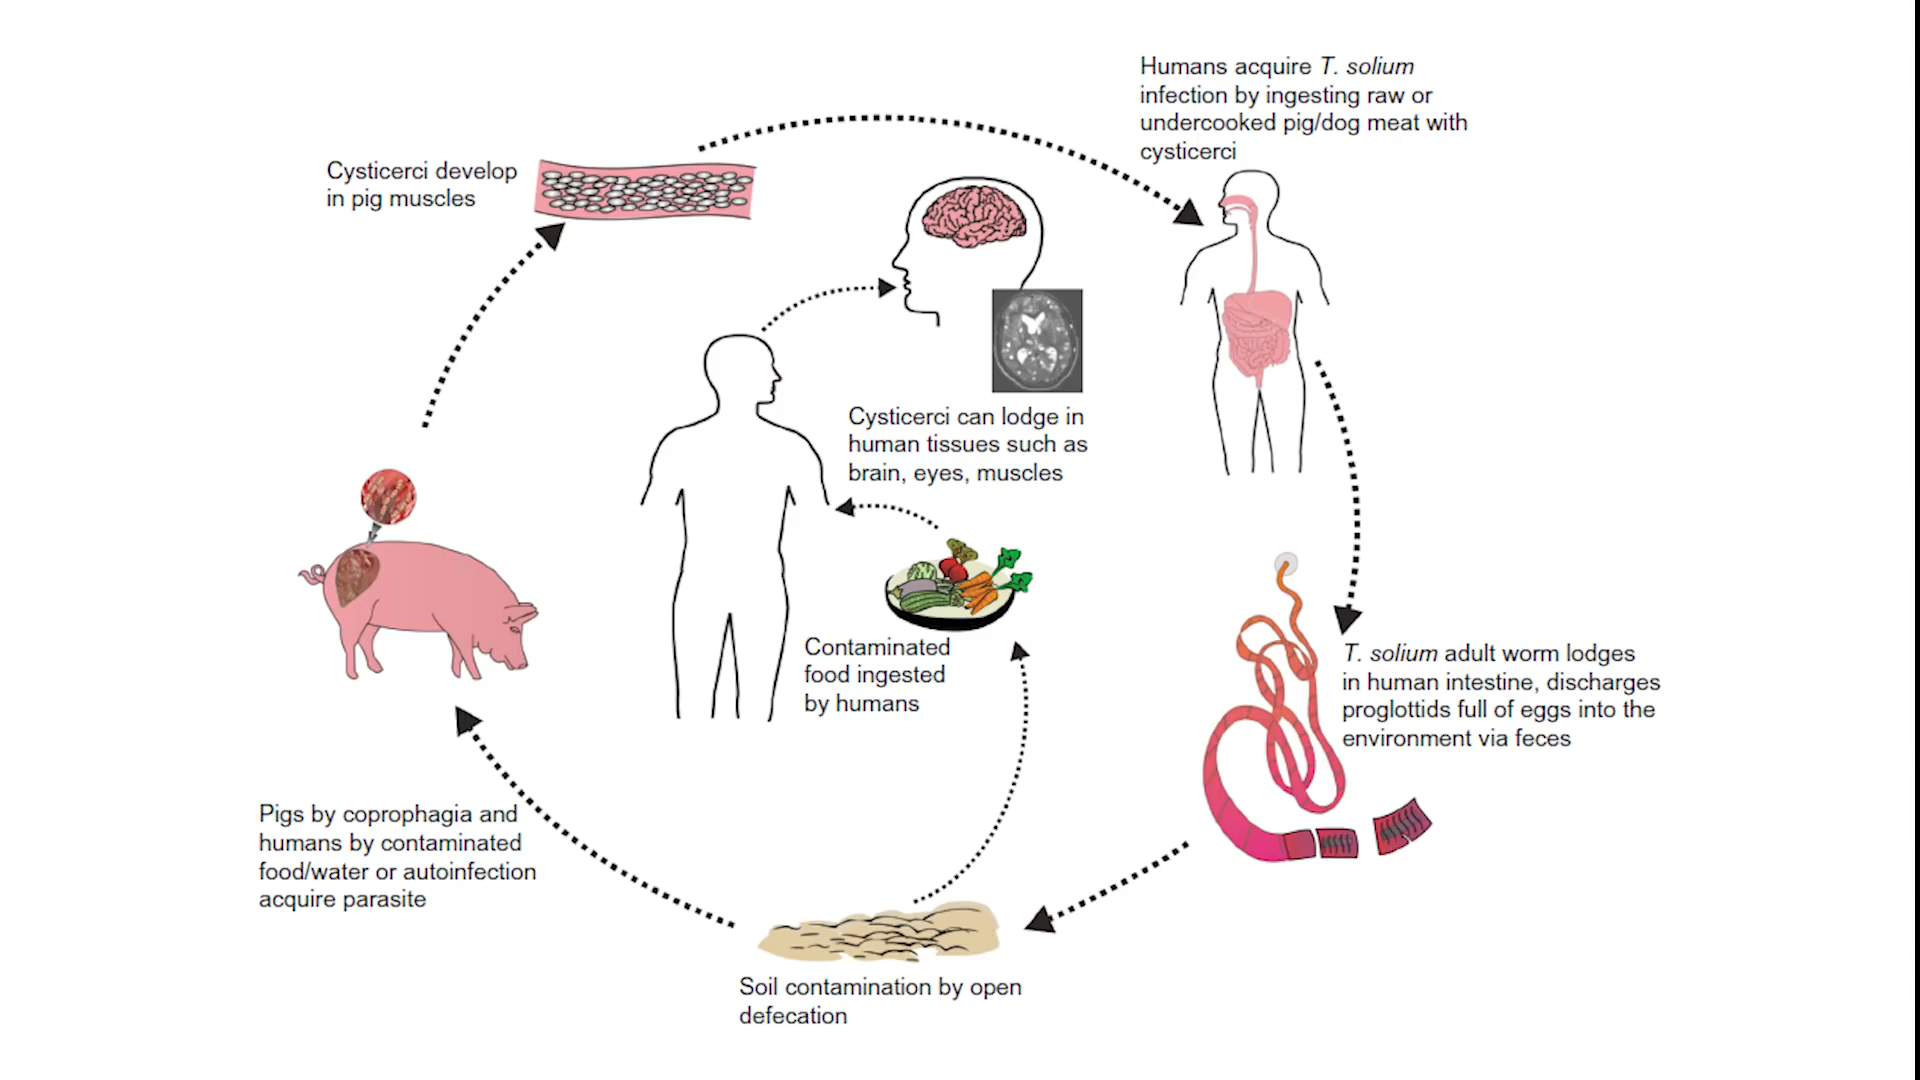 Humans acquire T. solium
infection by ingesting raw or
undercooked pig/dog meat with
cysticerci
Cysticerci develop
in pig muscles
Cysticerci can lodge in
human tissues such as
brain, eyes, muscles
Contaminated
food ingested
by humans
T. solium adult worm lodges
in human intestine, discharges
proglottids full of eggs into the
environment via feces
Pigs by coprophagia and
humans by contaminated
food/water or autoinfection
acquire parasite
Soil contamination by open
defecation